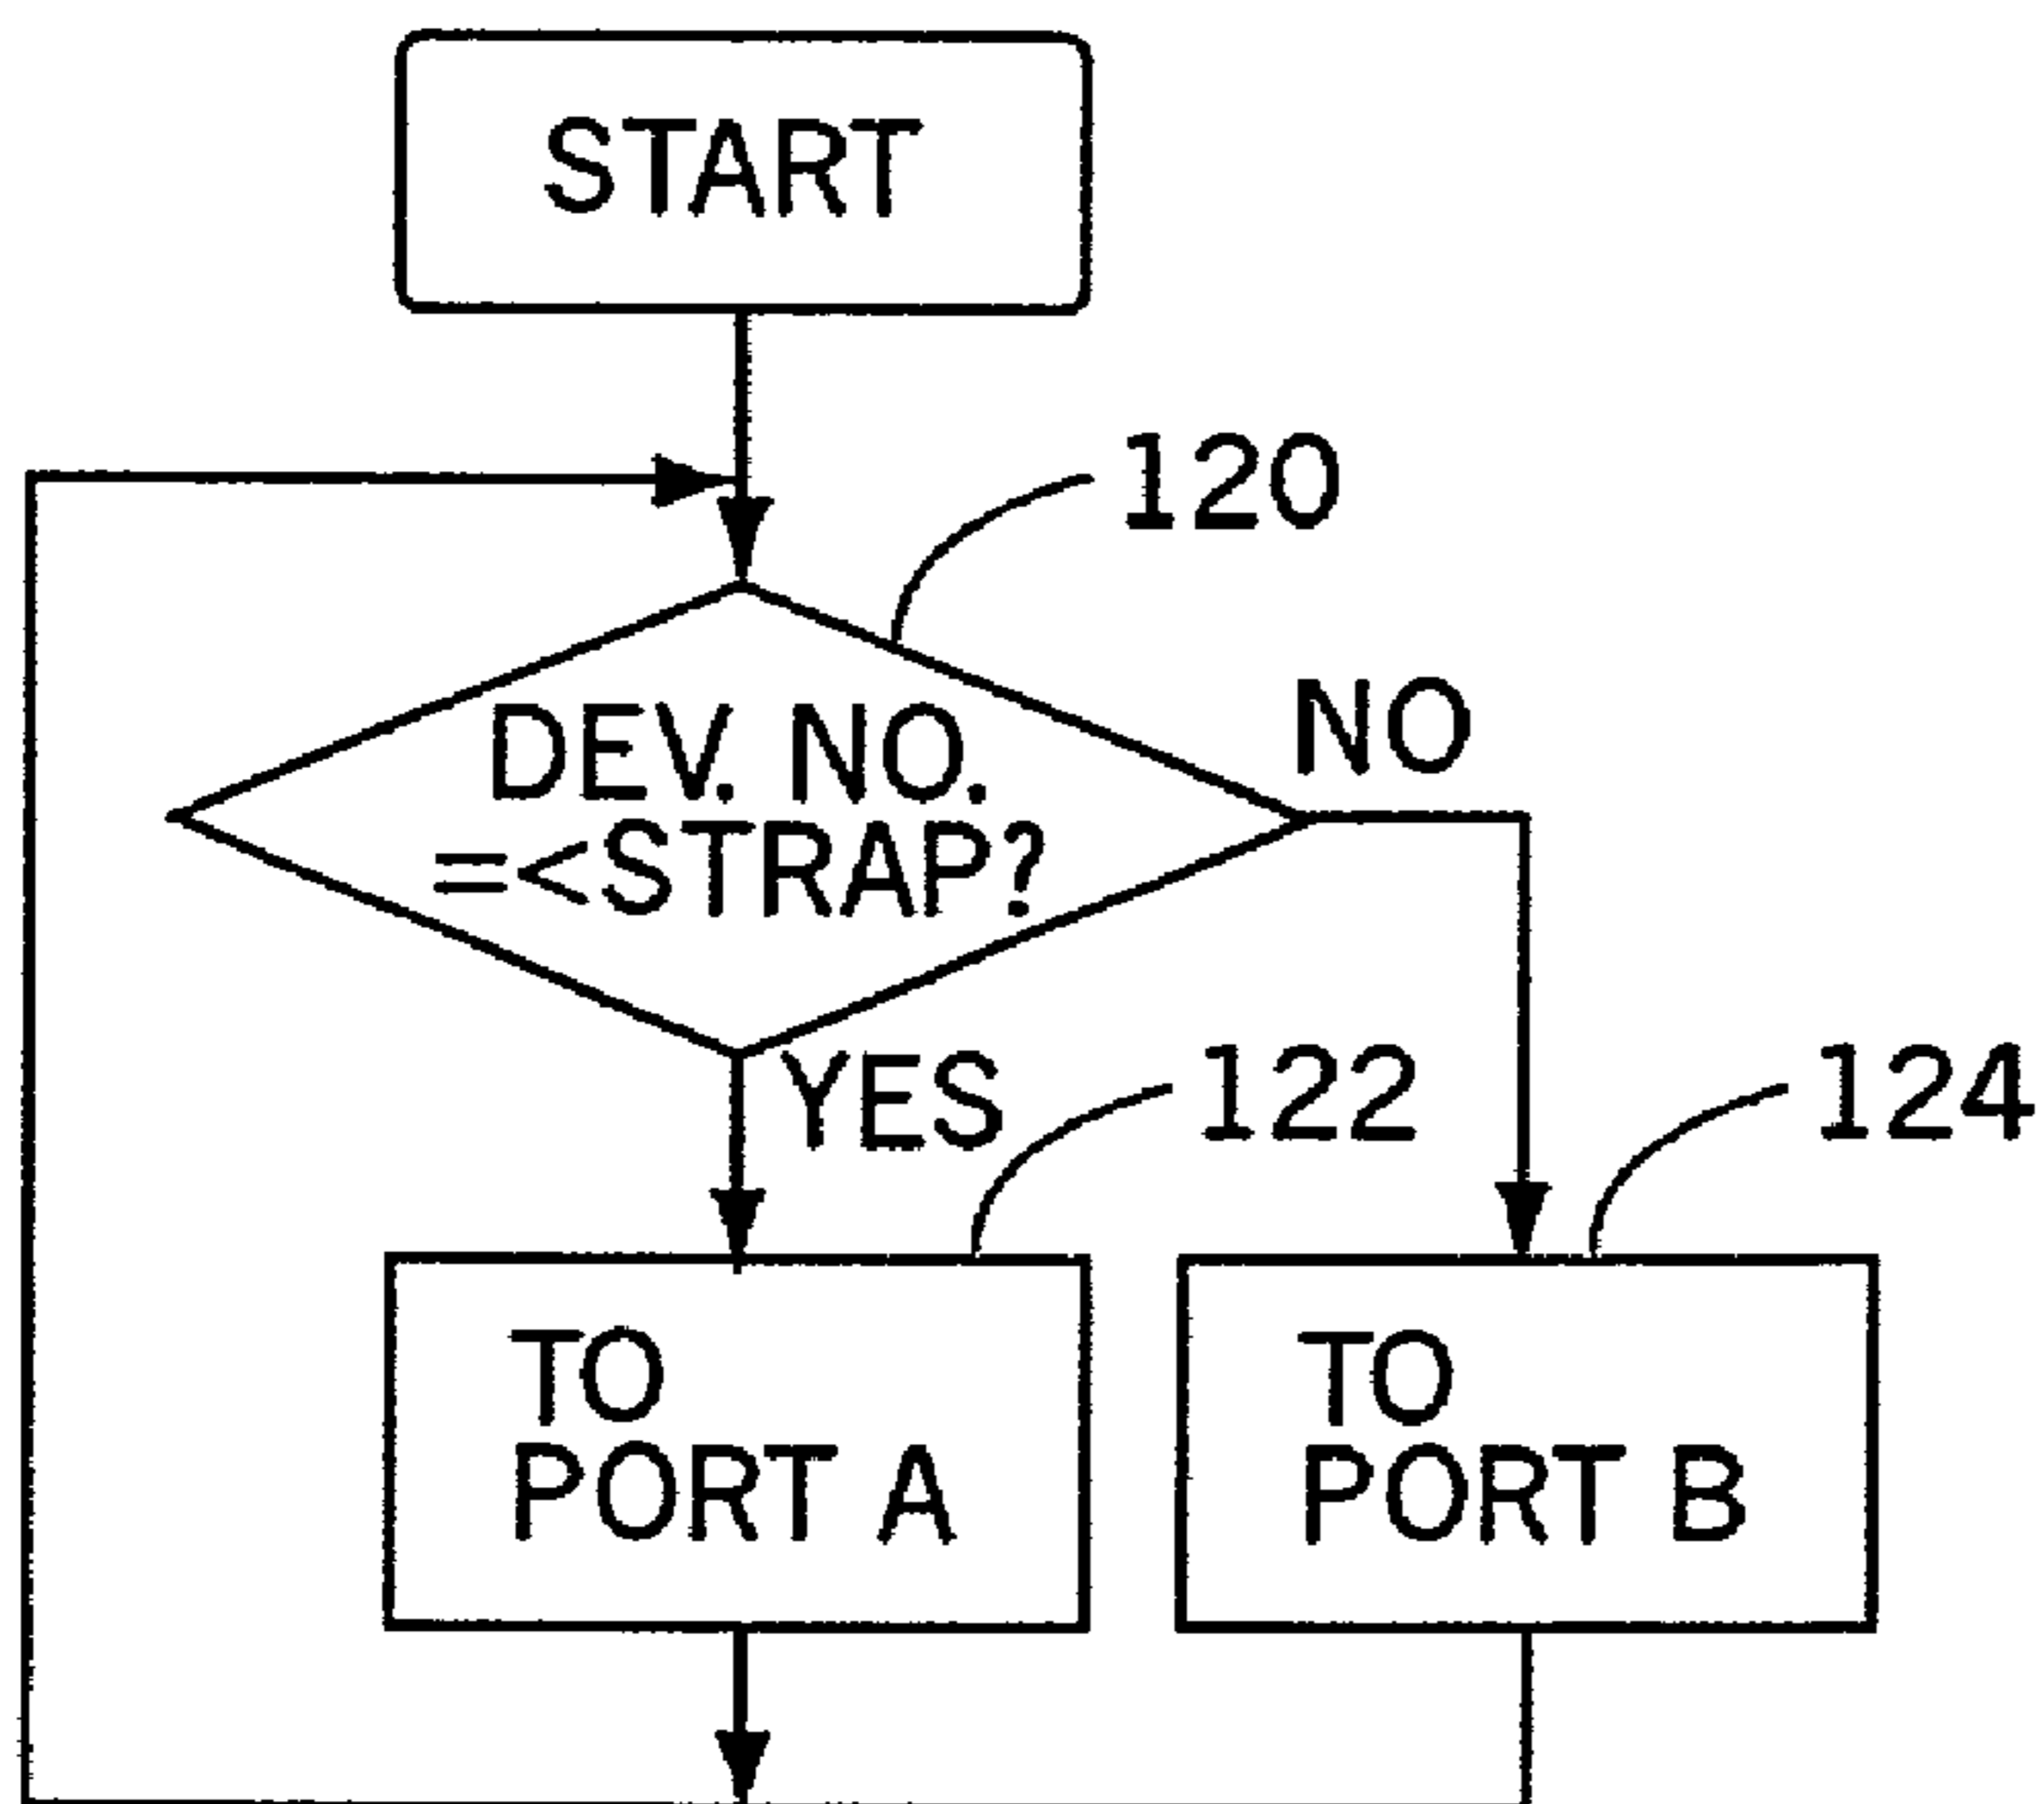 START
120
DEV. NO.
=<STRAP?
NO
YES
122
124
TO
PORT A
TO
PORT B